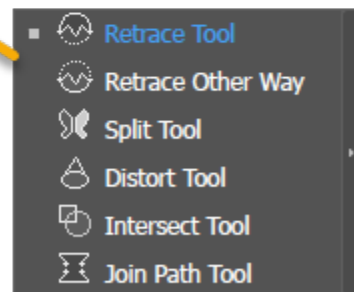 Retrace Tool
Retrace Other Way
Split Tool
Distort Tool
Intersect Tool
Join Path Tool